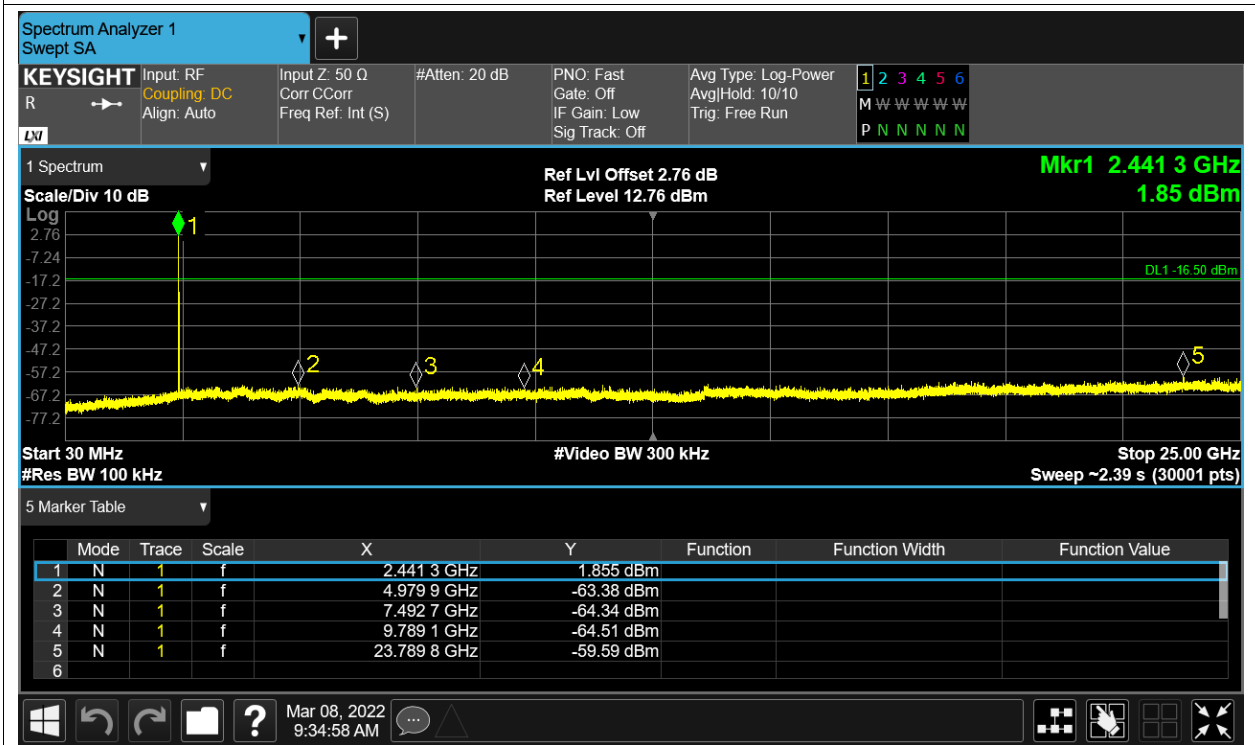 Spectrum Analyzer 1
Swept SA
KEYSIGHT Input: RF Input Z: 50 Ω #Atten: 20 dB PNO: Fast Avg Type: Log-Power 1 2 3 4 5 6
R Coupling: DC Corr CCorr Gate: Off Avg|Hold: 10/10 M W W W W W W
Align: Auto Freq Ref: Int (S) IF Gain: Low Trig: Free Run
LXI Sig Track: Off P N N N N N N
1 Spectrum Ref Lvl Offset 2.76 dB Mkr1 2.441 3 GHz
Scale/Div 10 dB Ref Level 12.76 dBm 1.85 dBm
Log
1
2.76
-7.24
DL1 -16.50 dBm
-17.2
-27.2
-37.2
-47.2
2 3 4 5
-57.2
-67.2
-77.2
Start 30 MHz #Video BW 300 kHz Stop 25.00 GHz
#Res BW 100 kHz Sweep ~2.39 s (30001 pts)
5 Marker Table
Mode Trace Scale X Y Function Function Width Function Value
1 N 1 f 2.441 3 GHz 1.855 dBm
2 N 1 f 4.979 9 GHz -63.38 dBm
3 N 1 f 7.492 7 GHz -64.34 dBm
4 N 1 f 9.789 1 GHz -64.51 dBm
5 N 1 f 23.789 8 GHz -59.59 dBm
6
? Mar 08, 2022
9:34:58 AM